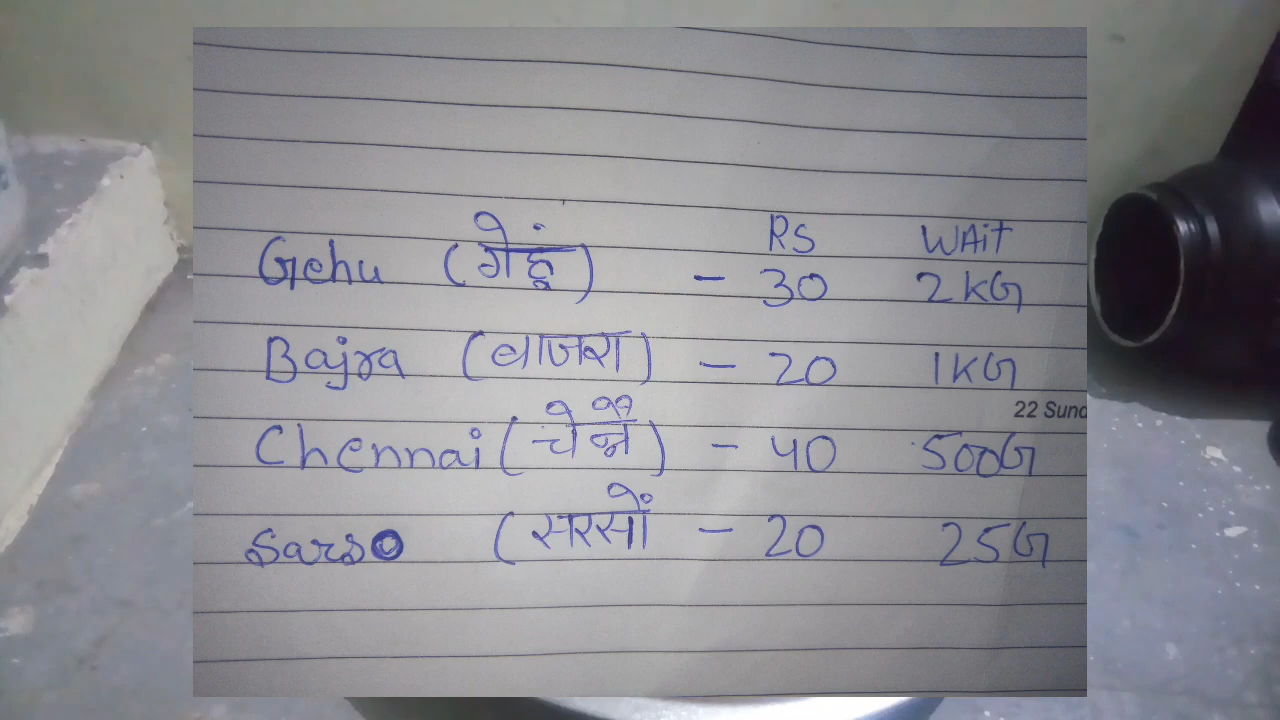 RS WAit
Gehu (गेहूं) - 30 2KG
Bajra (बाजरा) - 20 1KG
22 Sund
Chennai (चेन्नै) - 40 500G
Sarso (सरसों - 20 25G